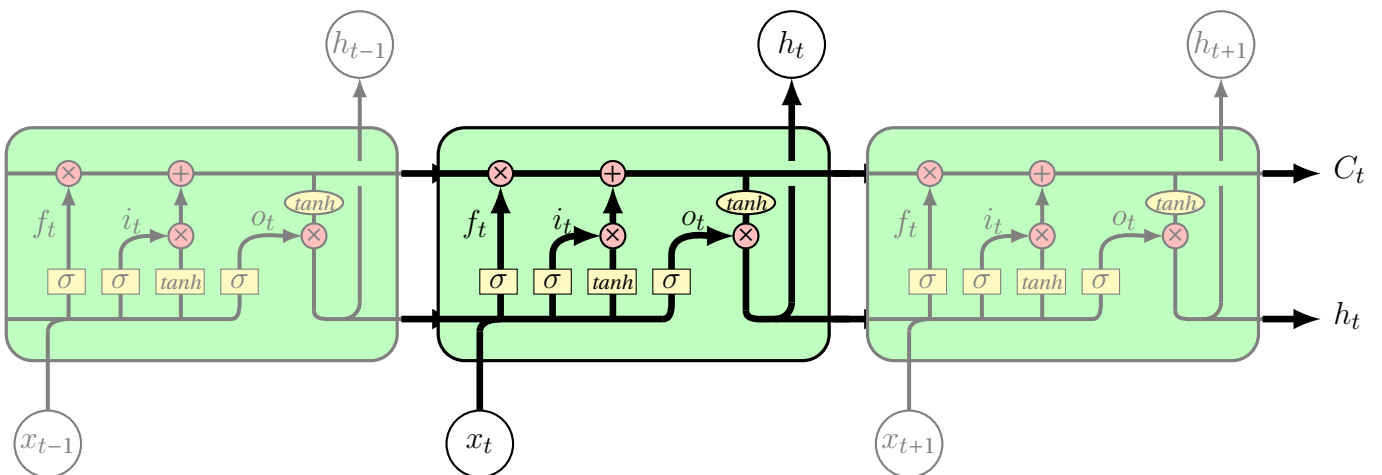 h_{t−1} h_t h_{t+1}
× + × + × + C_t
tanh tanh tanh
f_t i_t o_t f_t i_t o_t f_t i_t o_t
× × × × × ×
σ σ tanh σ σ σ tanh σ σ σ tanh σ
h_t
x_{t−1} x_t x_{t+1}